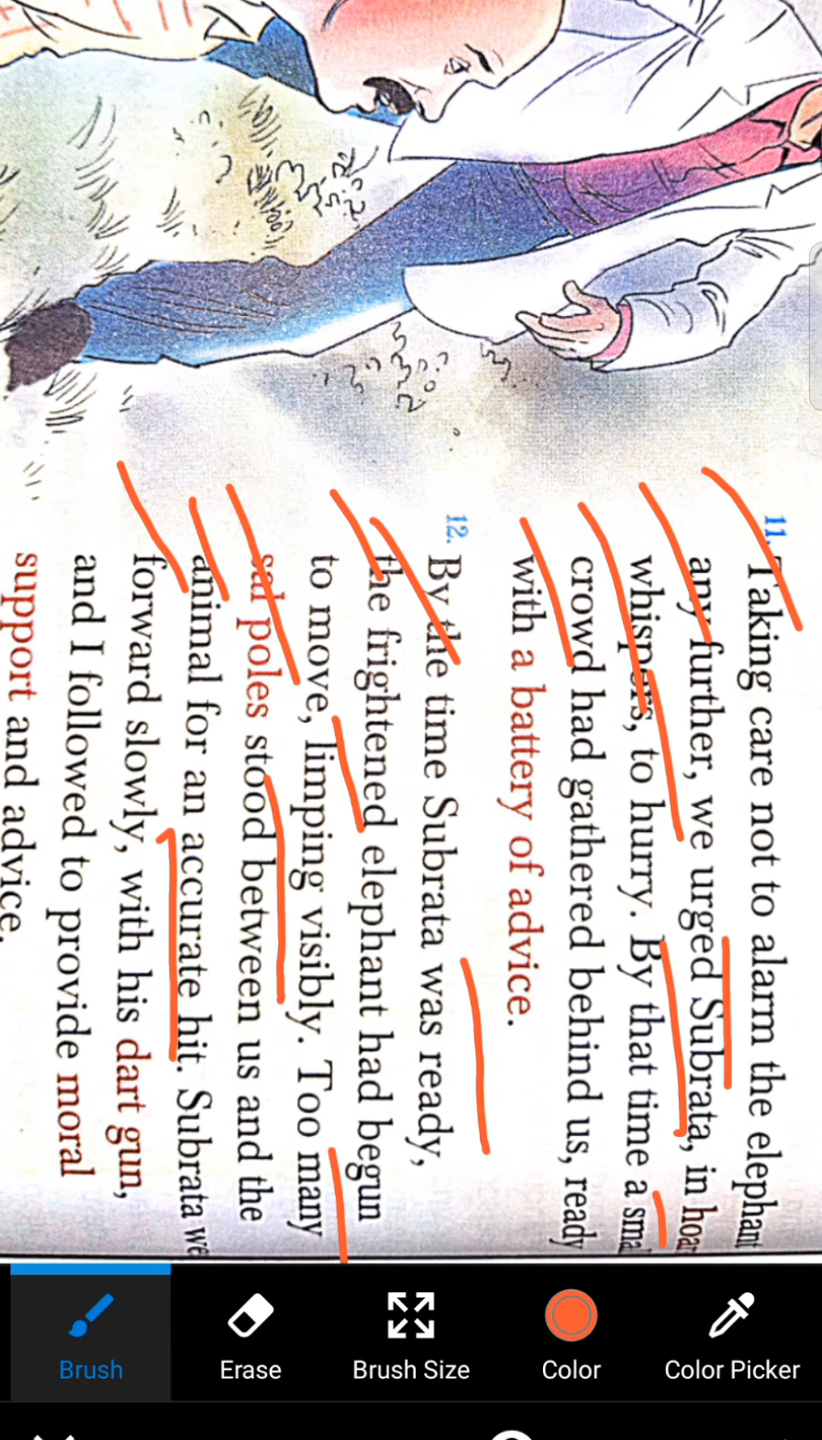 11. Taking care not to alarm the elephant
any further, we urged Subrata, in hoar
whispers, to hurry. By that time a sma
crowd had gathered behind us, ready
with a battery of advice.
12. By the time Subrata was ready,
the frightened elephant had begun
to move, limping visibly. Too many
sal poles stood between us and the
animal for an accurate hit. Subrata we
forward slowly, with his dart gun,
and I followed to provide moral
support and advice.
Brush
Erase
Brush Size
Color
Color Picker